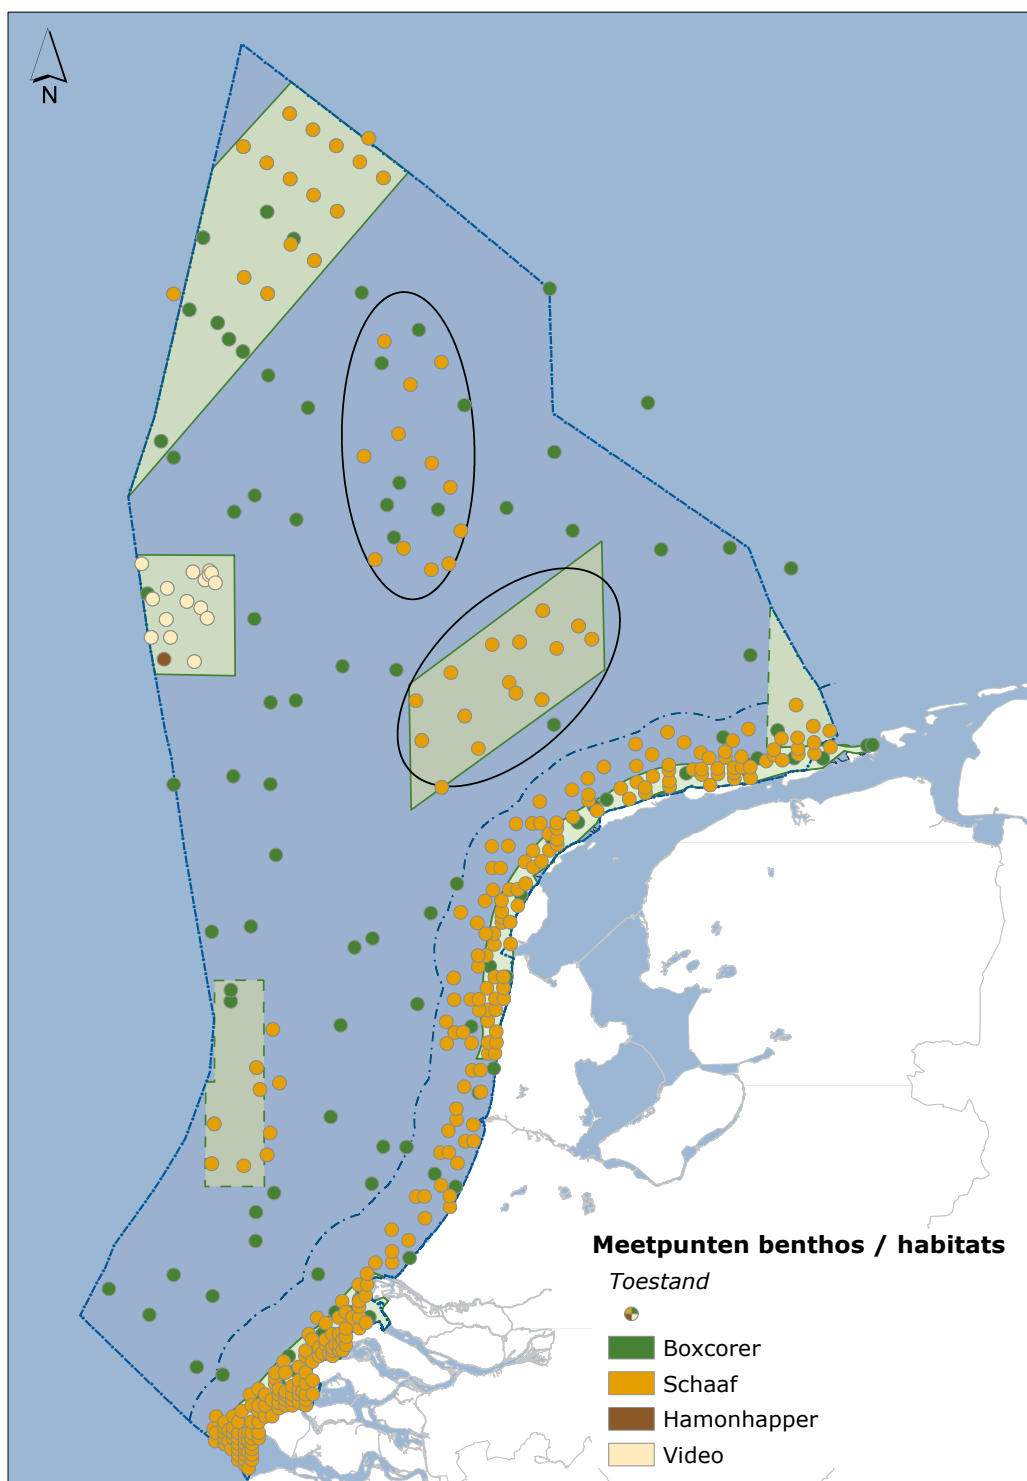 N
Meetpunten benthos / habitats
Toestand
Boxcorer
Schaaf
Hamonhapper
Video